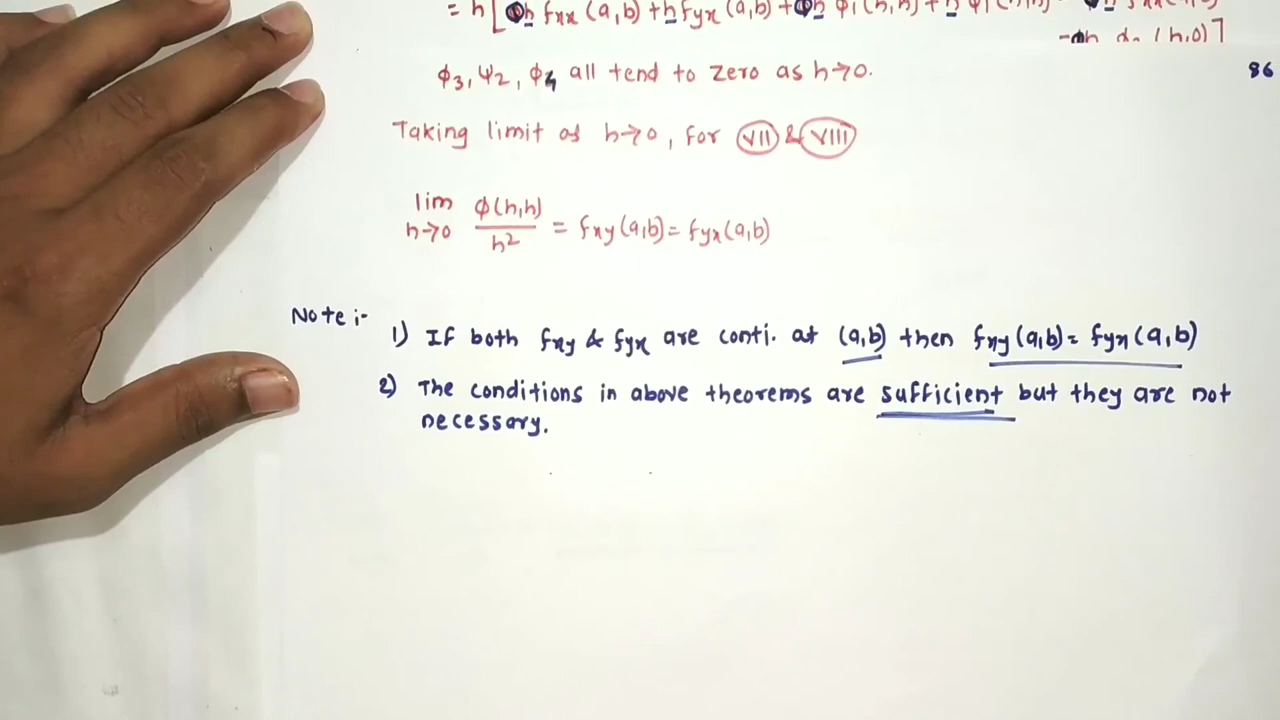 = h [ h fxx (a,b) + h fyx (a,b) +
86
ϕ3, ψ2, ϕ4 all tend to zero as h→0.
Taking limit as h→0, for VII & VIII
lim h→0 ϕ(h,h)/h² = fxy (a,b) = fyx (a,b)
Note :-
1) If both fxy & fyx are conti. at (a,b) then fxy (a,b) = fyx (a,b)
2) The conditions in above theorems are sufficient but they are not
necessary.